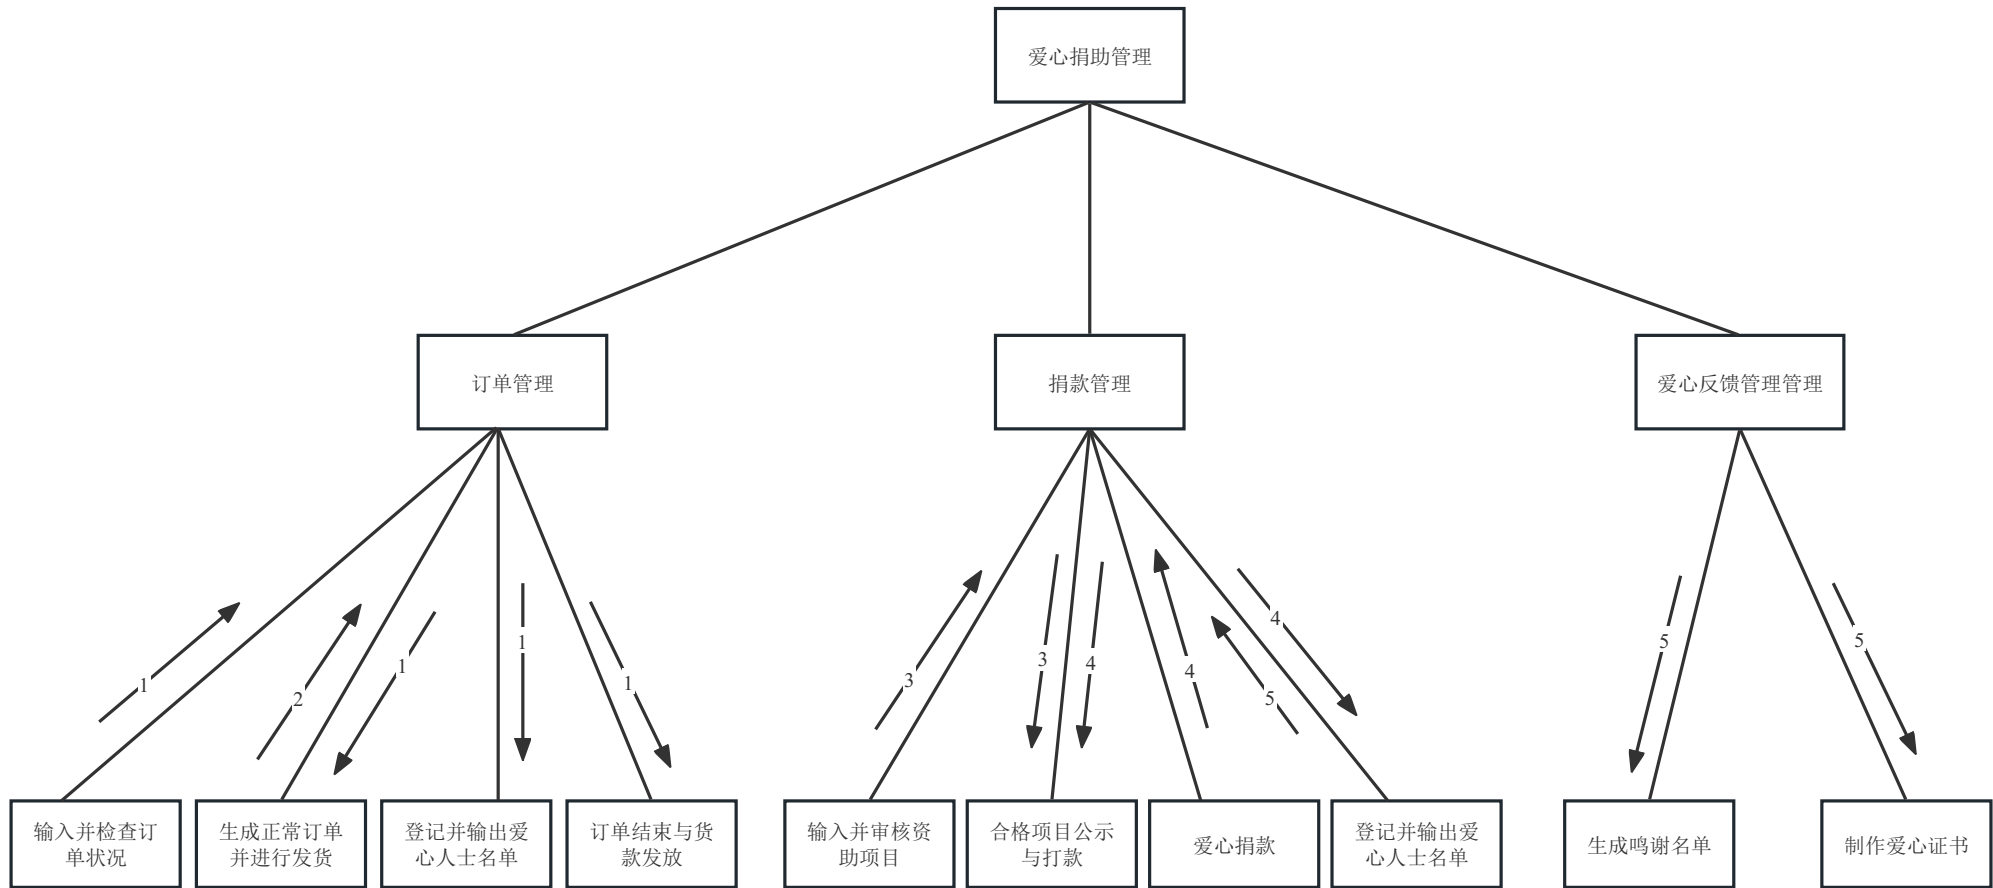 爱心捐助管理
订单管理
捐款管理
爱心反馈管理管理
1
2
1
1
1
3
3
4
4
5
4
5
5
输入并检查订
单状况
生成正常订单
并进行发货
登记并输出爱
心人士名单
订单结束与货
款发放
输入并审核资
助项目
合格项目公示
与打款
爱心捐款
登记并输出爱
心人士名单
生成鸣谢名单
制作爱心证书